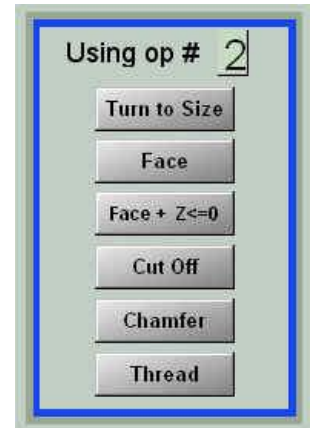 Using op # 2
Turn to Size
Face
Face + Z<=0
Cut Off
Chamfer
Thread